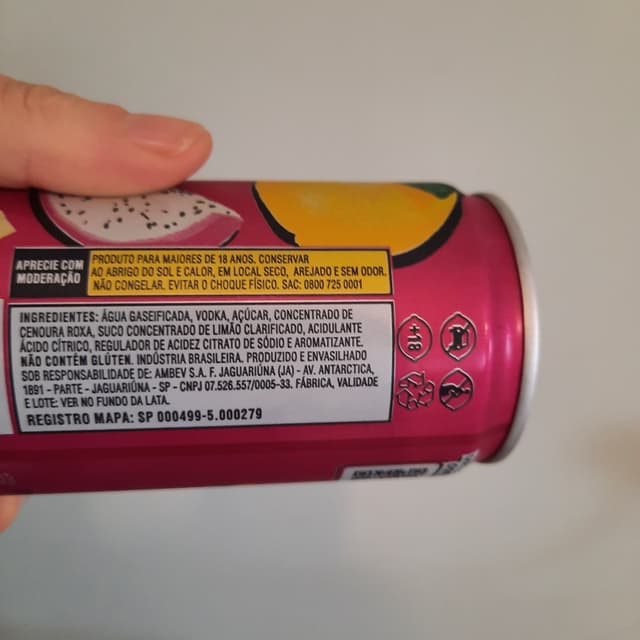 APRECIE COM
MODERAÇÃO
PRODUTO PARA MAIORES DE 18 ANOS. CONSERVAR
AO ABRIGO DO SOL E CALOR, EM LOCAL SECO, AREJADO E SEM ODOR.
NÃO CONGELAR. EVITAR O CHOQUE FÍSICO. SAC: 0800 725 0001
INGREDIENTES: ÁGUA GASEIFICADA, VODKA, AÇÚCAR, CONCENTRADO DE
CENOURA ROXA, SUCO CONCENTRADO DE LIMÃO CLARIFICADO, ACIDULANTE
ÁCIDO CÍTRICO, REGULADOR DE ACIDEZ CITRATO DE SÓDIO E AROMATIZANTE.
NÃO CONTÉM GLÚTEN. INDÚSTRIA BRASILEIRA. PRODUZIDO E ENVASILHADO
SOB RESPONSABILIDADE DE: AMBEV S.A. F. JAGUARIÚNA (JA) - AV. ANTARCTICA,
1891 - PARTE - JAGUARIÚNA - SP - CNPJ 07.526.557/0005-33. FÁBRICA, VALIDADE
E LOTE: VER NO FUNDO DA LATA.
REGISTRO MAPA: SP 000499-5.000279
+18